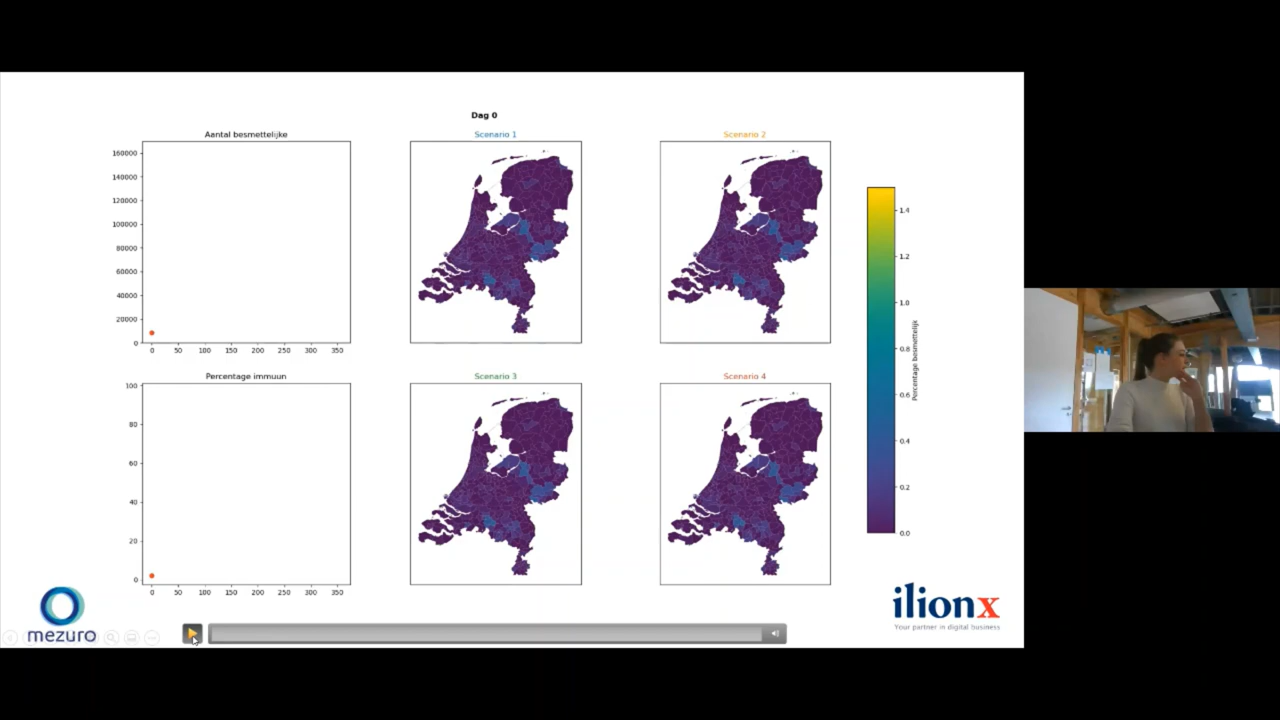 Dag 0
Aantal besmettelijke
160000
140000
120000
100000
80000
60000
40000
20000
0
0 50 100 150 200 250 300 350
Scenario 1
Scenario 2
Percentage immuun
100
80
60
40
20
0
0 50 100 150 200 250 300 350
Scenario 3
Scenario 4
1.4
1.2
1.0
0.8
0.6
0.4
0.2
0.0
Percentage besmettelijk
mezuro
ilionx
Your partner in digital business